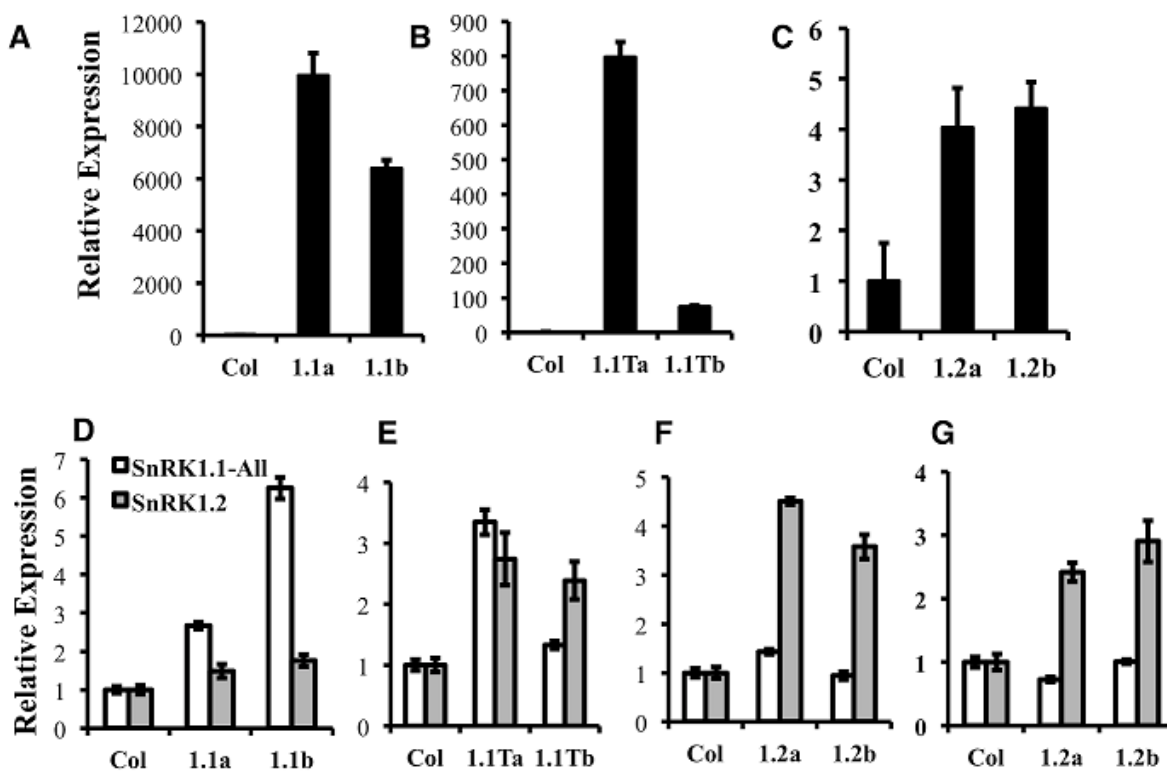 A
B
C
Relative Expression
12000
10000
8000
6000
4000
2000
0
Col 1.1a 1.1b
900
800
700
600
500
400
300
200
100
0
Col 1.1Ta 1.1Tb
6
5
4
3
2
1
0
Col 1.2a 1.2b
D
E
F
G
Relative Expression
7
6
5
4
3
2
1
0
SnRK1.1-All
SnRK1.2
Col 1.1a 1.1b
4
3
2
1
0
Col 1.1Ta 1.1Tb
5
4
3
2
1
0
Col 1.2a 1.2b
4
3
2
1
0
Col 1.2a 1.2b